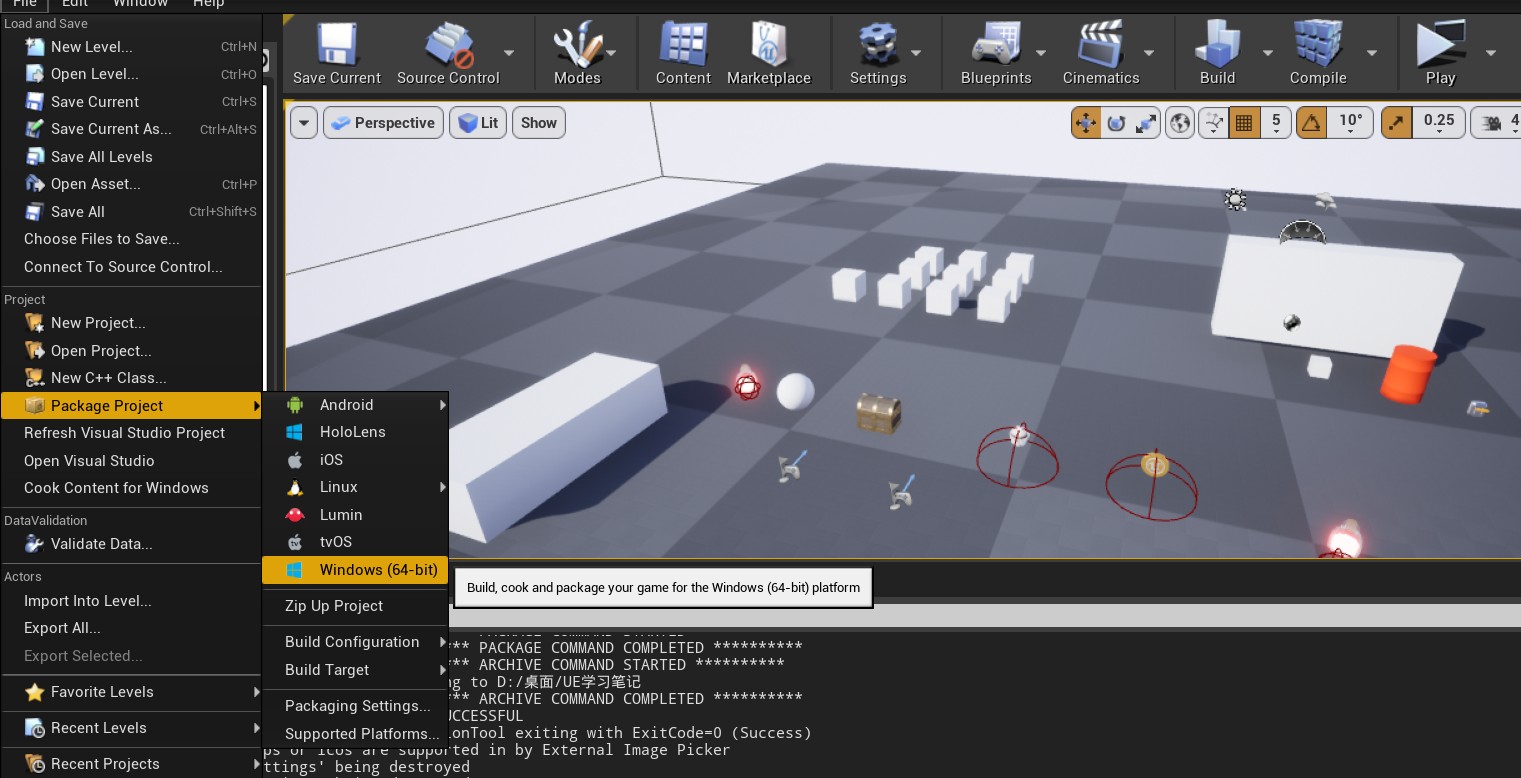 File Edit Window Help
Load and Save
New Level... Ctrl+N
Open Level... Ctrl+O
Save Current Ctrl+S
Save Current As... Ctrl+Alt+S
Save All Levels
Open Asset... Ctrl+P
Save All Ctrl+Shift+S
Choose Files to Save...
Connect To Source Control...
Project
New Project...
Open Project...
New C++ Class...
Package Project
Refresh Visual Studio Project
Open Visual Studio
Cook Content for Windows
DataValidation
Validate Data...
Actors
Import Into Level...
Export All...
Export Selected...
Favorite Levels
Recent Levels
Recent Projects
Android
HoloLens
iOS
Linux
Lumin
tvOS
Windows (64-bit)
Zip Up Project
Build Configuration
Build Target
Packaging Settings...
Supported Platforms...
Build, cook and package your game for the Windows (64-bit) platform
Save Current Source Control Modes Content Marketplace Settings Blueprints Cinematics Build Compile Play
Perspective Lit Show 5 10° 0.25 4
** PACKAGE COMMAND COMPLETED **********
** ARCHIVE COMMAND STARTED **********
to D:/桌面/UE学习笔记
** ARCHIVE COMMAND COMPLETED **********
exiting with ExitCode=0 (Success)
or icos are supported in by External Image Picker
being destroyed